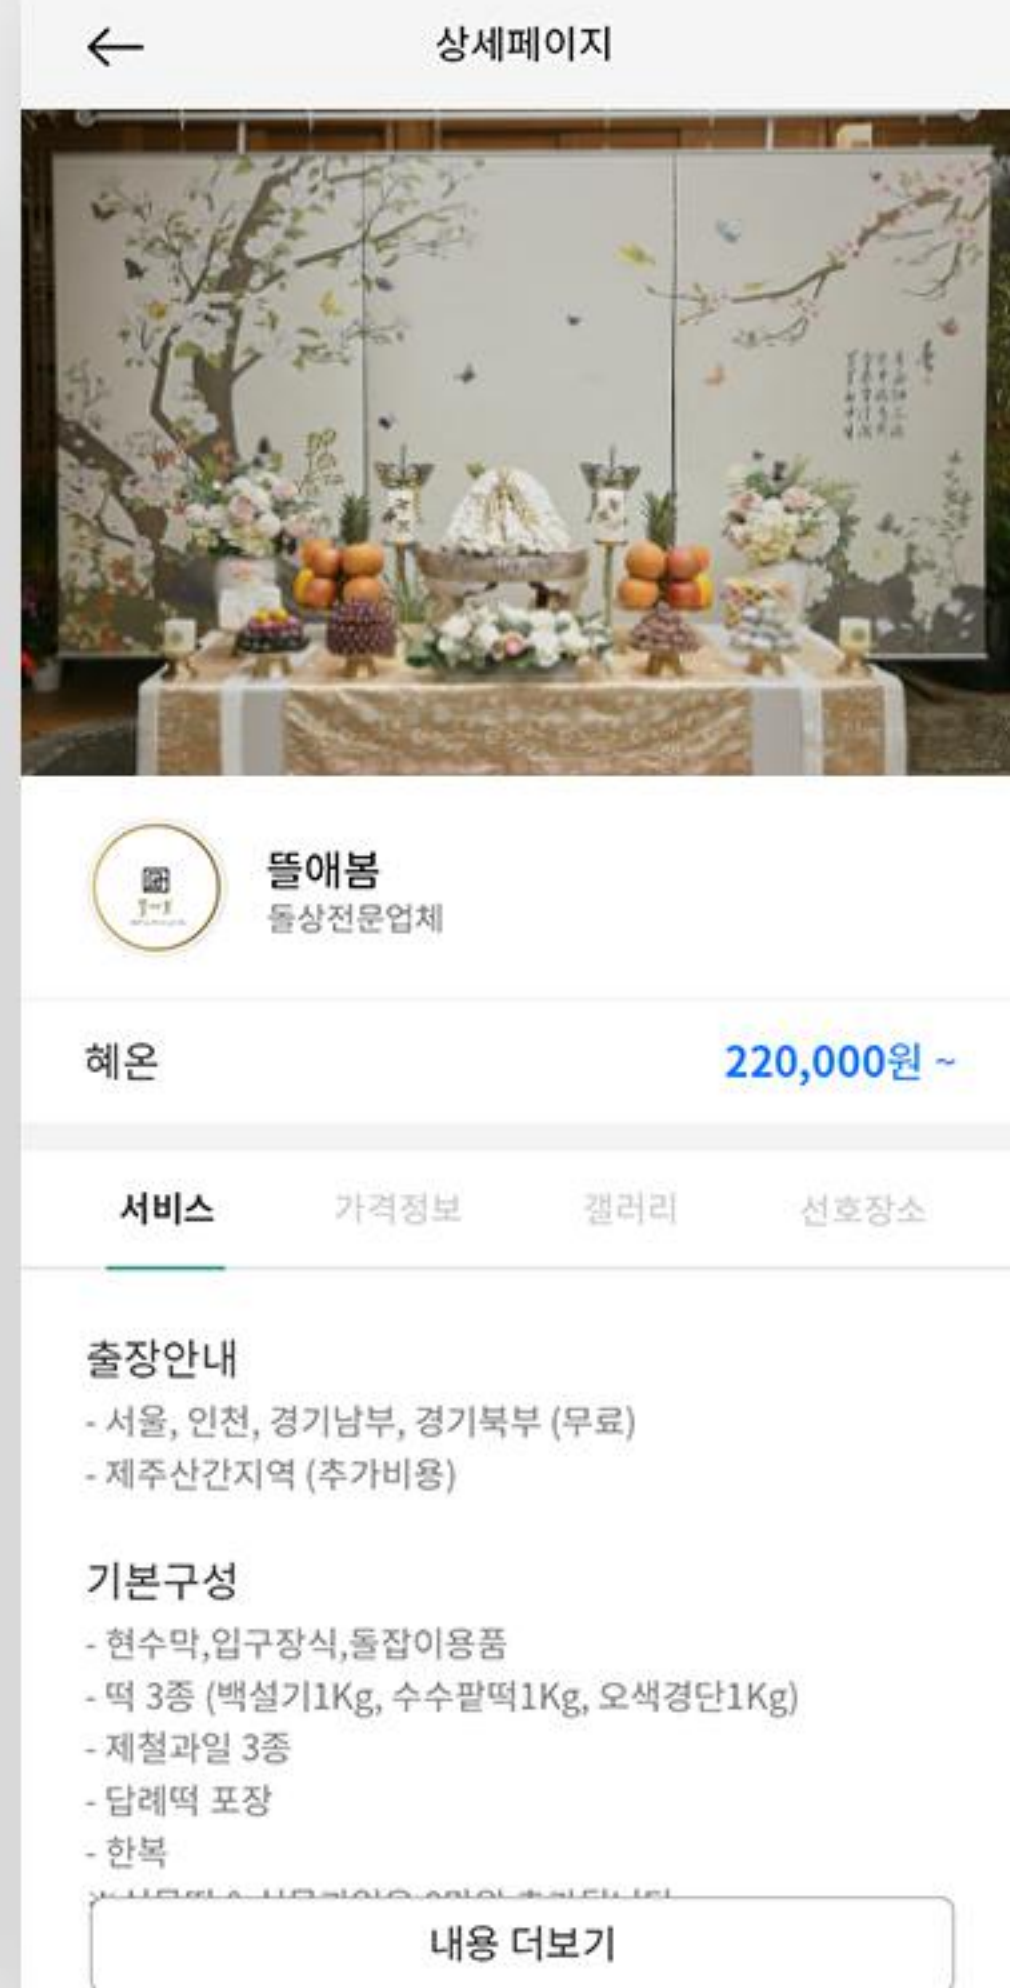 상세페이지
뜰애봄
돌상전문업체
혜온
220,000원 ~
서비스 가격정보 갤러리 선호장소
출장안내
- 서울, 인천, 경기남부, 경기북부 (무료)
- 제주산간지역 (추가비용)
기본구성
- 현수막,입구장식,돌잡이용품
- 떡 3종 (백설기1Kg, 수수팥떡1Kg, 오색경단1Kg)
- 제철과일 3종
- 답례떡 포장
- 한복
내용 더보기